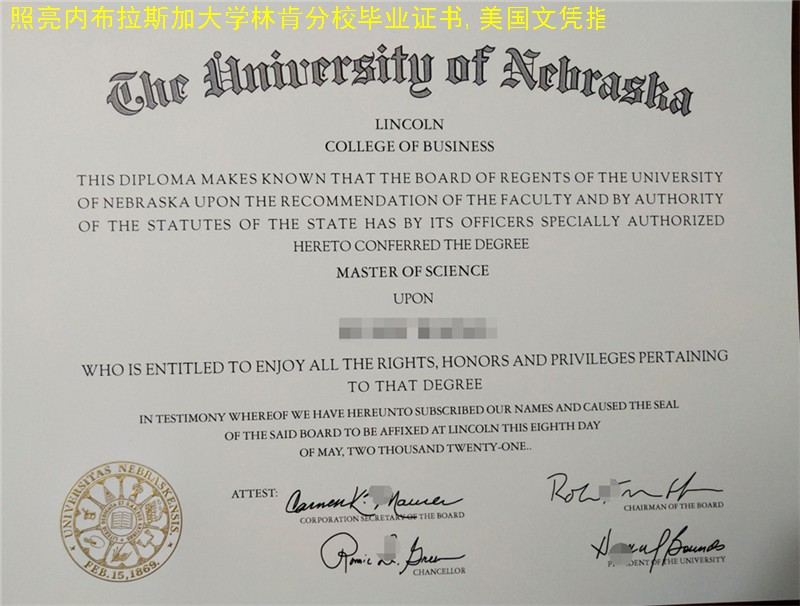 照亮内布拉斯加大学林肯分校毕业证书,美国文凭指
The University of Nebraska
LINCOLN
COLLEGE OF BUSINESS
THIS DIPLOMA MAKES KNOWN THAT THE BOARD OF REGENTS OF THE UNIVERSITY
OF NEBRASKA UPON THE RECOMMENDATION OF THE FACULTY AND BY AUTHORITY
OF THE STATUTES OF THE STATE HAS BY ITS OFFICERS SPECIALLY AUTHORIZED
HERETO CONFERRED THE DEGREE
MASTER OF SCIENCE
UPON
WHO IS ENTITLED TO ENJOY ALL THE RIGHTS, HONORS AND PRIVILEGES PERTAINING
TO THAT DEGREE
IN TESTIMONY WHEREOF WE HAVE HEREUNTO SUBSCRIBED OUR NAMES AND CAUSED THE SEAL
OF THE SAID BOARD TO BE AFFIXED AT LINCOLN THIS EIGHTH DAY
OF MAY, TWO THOUSAND TWENTY-ONE..
UNIVERSITAS NEBRASKENSIS.
FEB. 15, 1869.
ATTEST:
CORPORATION SECRETARY OF THE BOARD
CHAIRMAN OF THE BOARD
CHANCELLOR
OF THE UNIVERSITY